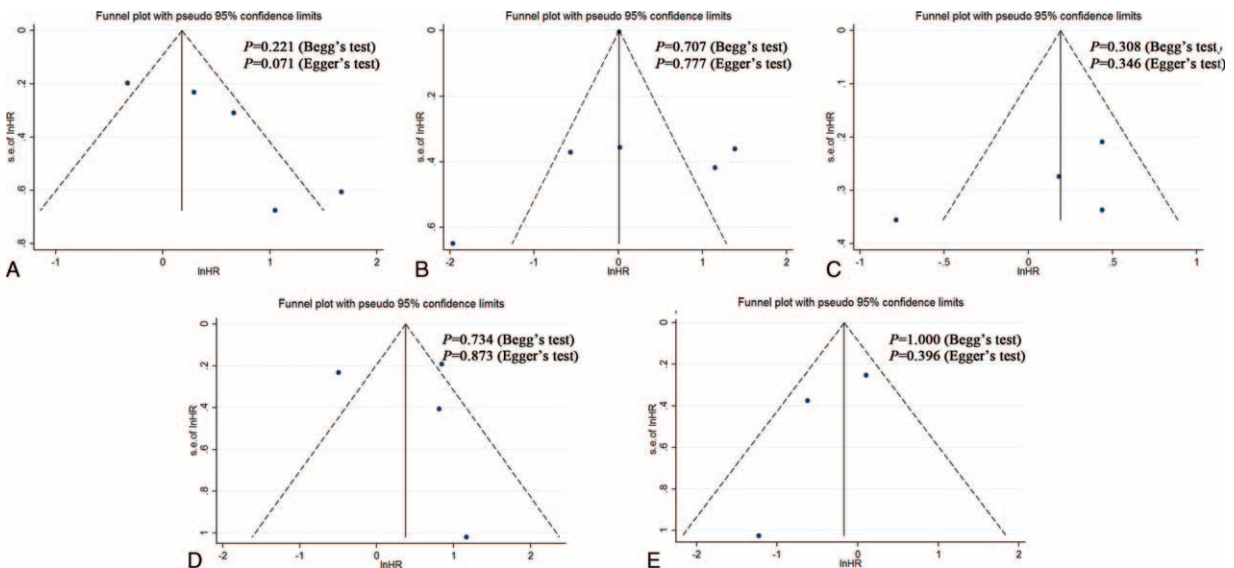 Funnel plot with pseudo 95% confidence limits
P=0.221 (Begg's test)
P=0.071 (Egger's test)
s.e.of lnHR
0
.2
.4
.6
.8
-1
0
1
2
lnHR
A
Funnel plot with pseudo 95% confidence limits
P=0.707 (Begg's test)
P=0.777 (Egger's test)
s.e.of lnHR
0
.2
.4
.6
-2
-1
0
1
2
lnHR
B
Funnel plot with pseudo 95% confidence limits
P=0.308 (Begg's test)
P=0.346 (Egger's test)
s.e.of lnHR
0
.1
.2
.3
.4
-1
-.5
0
.5
1
lnHR
C
Funnel plot with pseudo 95% confidence limits
P=0.734 (Begg's test)
P=0.873 (Egger's test)
s.e.of lnHR
0
.2
.4
.6
.8
1
-2
-1
0
1
2
lnHR
D
Funnel plot with pseudo 95% confidence limits
P=1.000 (Begg's test)
P=0.396 (Egger's test)
s.e.of lnHR
0
.2
.4
.6
.8
1
-2
-1
0
1
2
lnHR
E